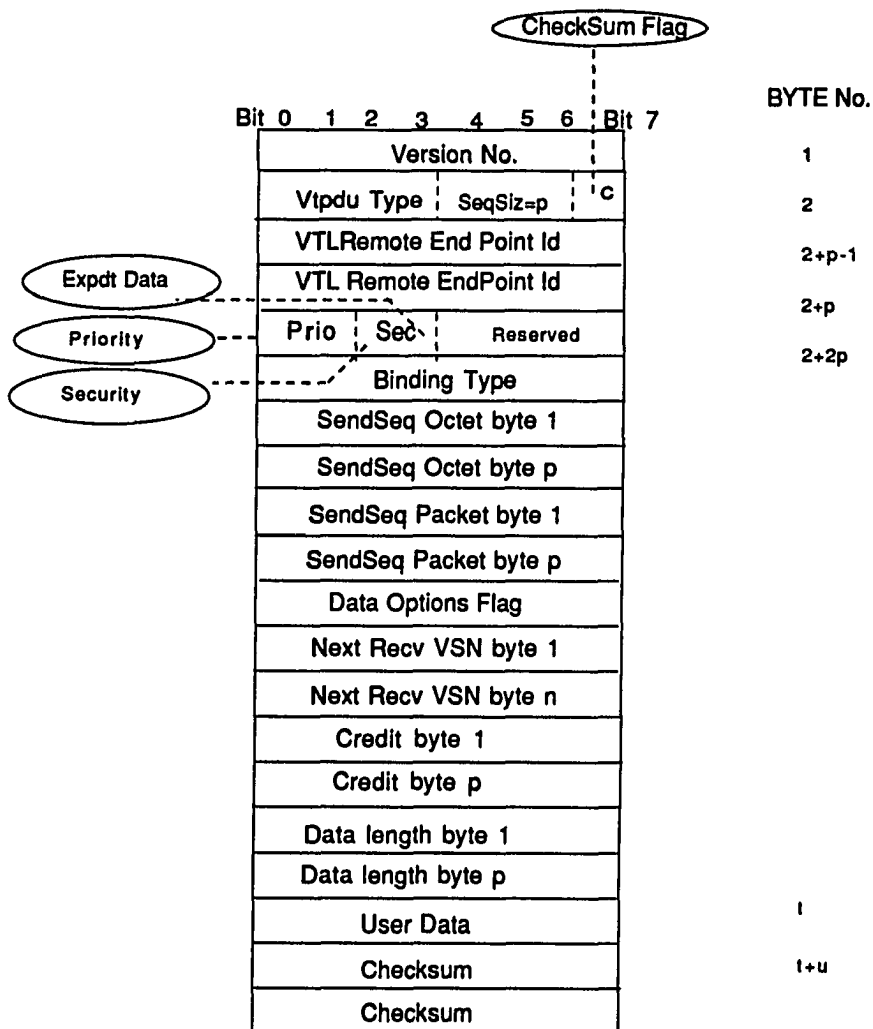 CheckSum Flag
BYTE No.
Bit 0 1 2 3 4 5 6 Bit 7
Version No. 1
Vtpdu Type SeqSiz=p C 2
VTLRemote End Point Id 2+p-1
Expdt Data VTL Remote EndPoint Id 2+p
Priority Prio Sec Reserved 2+2p
Security Binding Type
SendSeq Octet byte 1
SendSeq Octet byte p
SendSeq Packet byte 1
SendSeq Packet byte p
Data Options Flag
Next Recv VSN byte 1
Next Recv VSN byte n
Credit byte 1
Credit byte p
Data length byte 1
Data length byte p
User Data t
Checksum t+u
Checksum